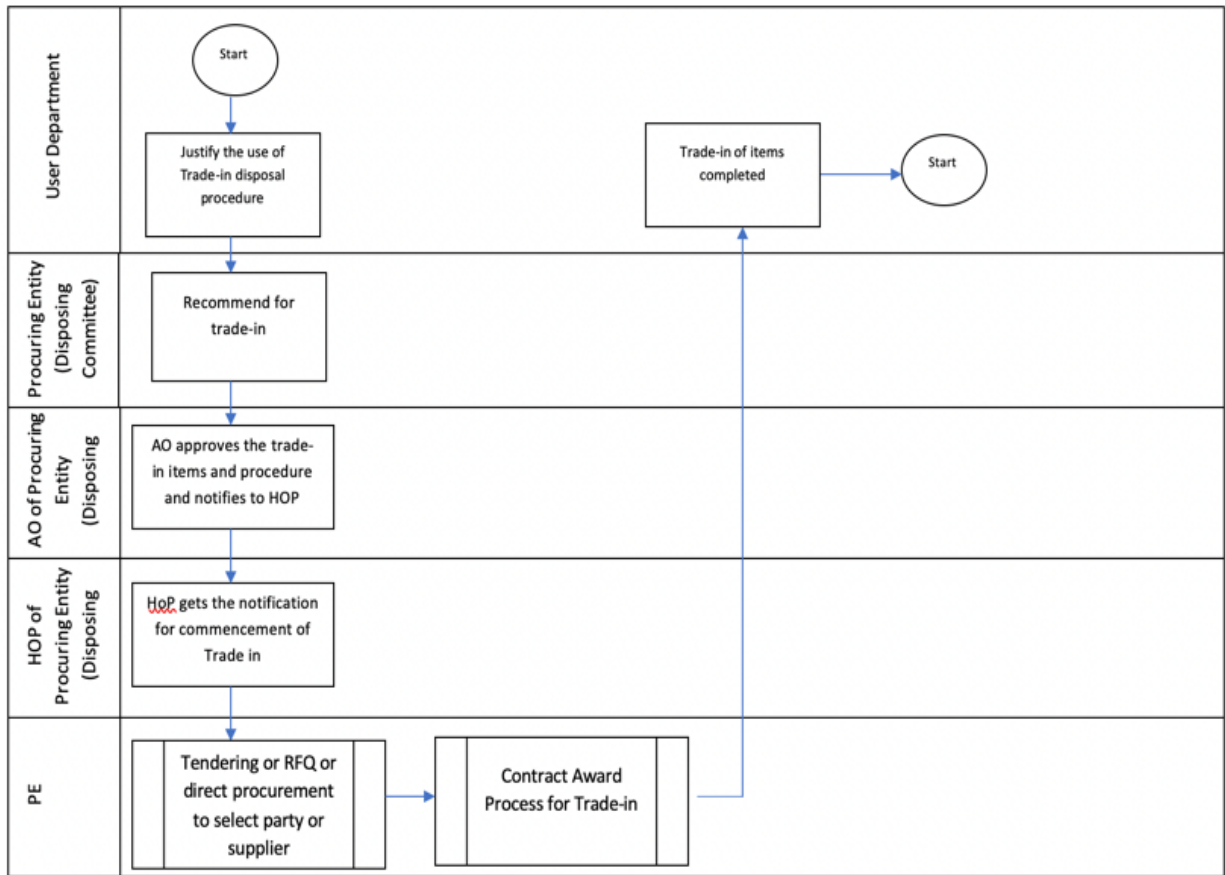 User Department
Start
Justify the use of
Trade-in disposal
procedure
Trade-in of items
completed
Start
Procuring Entity
(Disposing
Committee)
Recommend for
trade-in
AO of Procuring
Entity
(Disposing
AO approves the trade-
in items and procedure
and notifies to HOP
HOP of
Procuring Entity
(Disposing
HoP gets the notification
for commencement of
Trade in
PE
Tendering or RFQ or
direct procurement
to select party or
supplier
Contract Award
Process for Trade-in